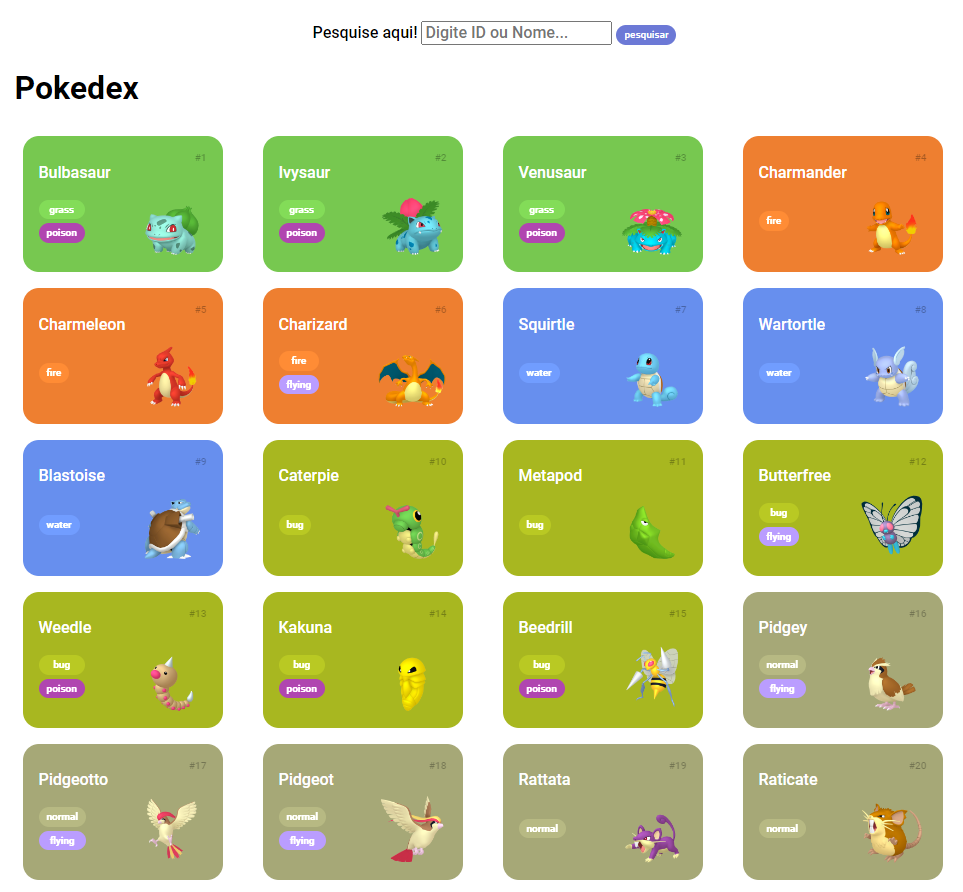 Pesquise aqui! Digite ID ou Nome... pesquisar
Pokedex
#1
Bulbasaur
grass
poison
#2
Ivysaur
grass
poison
#3
Venusaur
grass
poison
#4
Charmander
fire
#5
Charmeleon
fire
#6
Charizard
fire
flying
#7
Squirtle
water
#8
Wartortle
water
#9
Blastoise
water
#10
Caterpie
bug
#11
Metapod
bug
#12
Butterfree
bug
flying
#13
Weedle
bug
poison
#14
Kakuna
bug
poison
#15
Beedrill
bug
poison
#16
Pidgey
normal
flying
#17
Pidgeotto
normal
flying
#18
Pidgeot
normal
flying
#19
Rattata
normal
#20
Raticate
normal